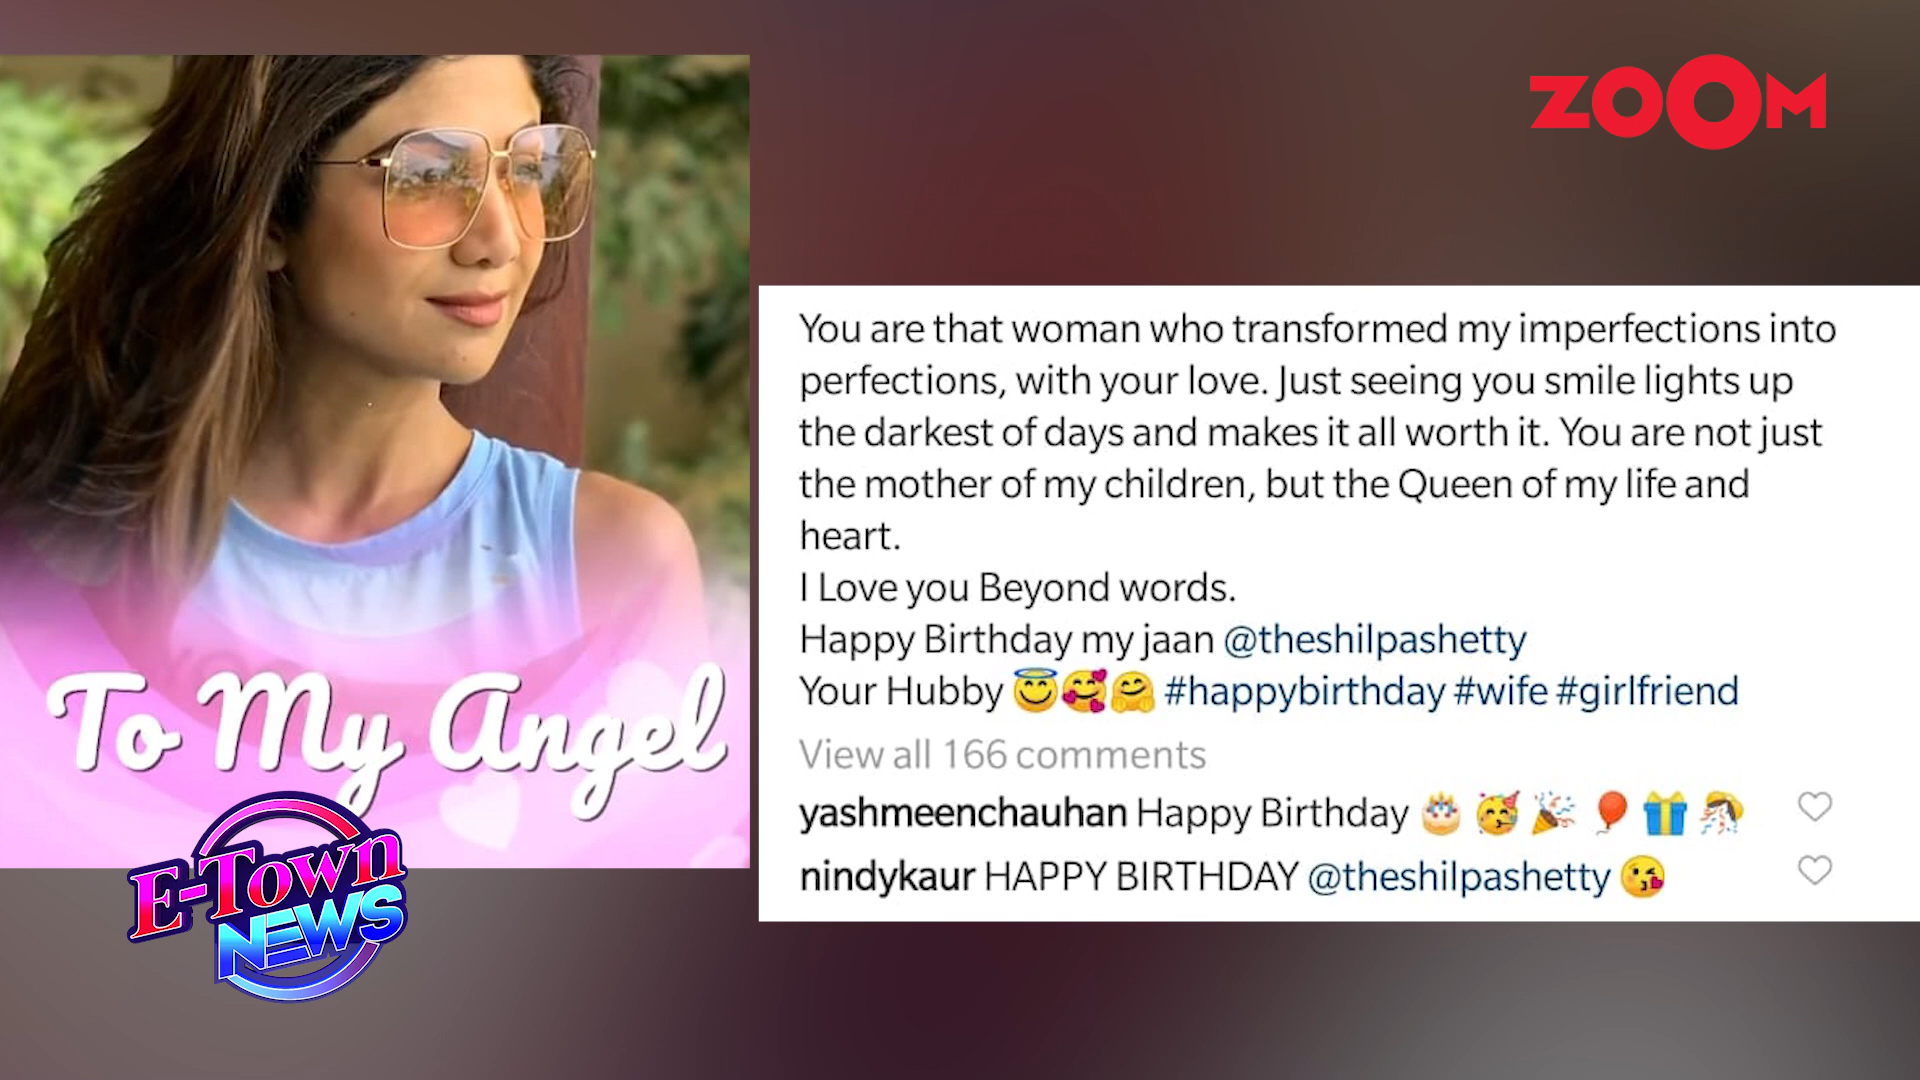 ZOOM
You are that woman who transformed my imperfections into
perfections, with your love. Just seeing you smile lights up
the darkest of days and makes it all worth it. You are not just
the mother of my children, but the Queen of my life and
heart.
I Love you Beyond words.
Happy Birthday my jaan @theshilpashetty
Your Hubby 😇🥰🤗 #happybirthday #wife #girlfriend
View all 166 comments
yashmeenchauhan Happy Birthday 🎂🥳🎉🎈🎁🎊
nindykaur HAPPY BIRTHDAY @theshilpashetty 😘
To My Angel
E-Town
NEWS